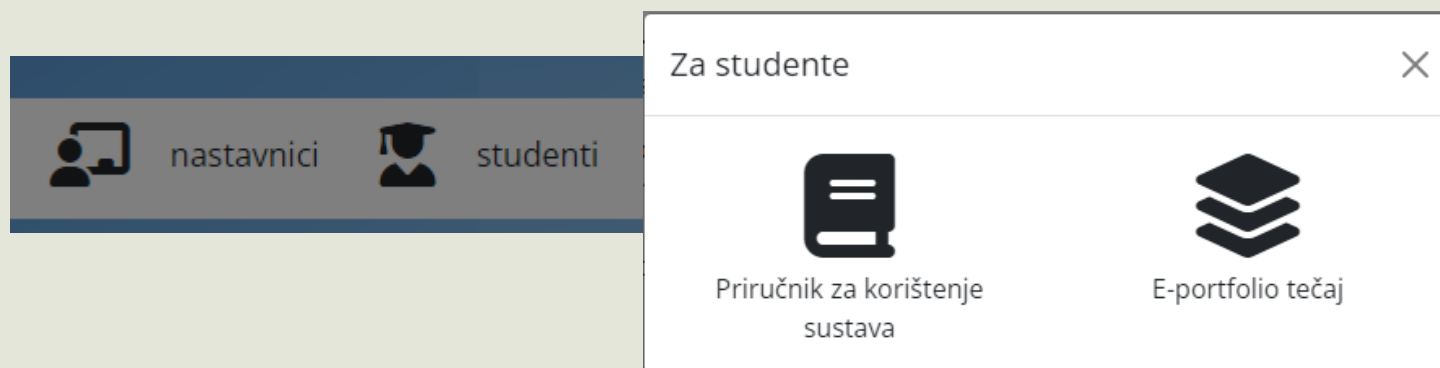 nastavnici
studenti
Za studente
Priručnik za korištenje
sustava
E-portfolio tečaj